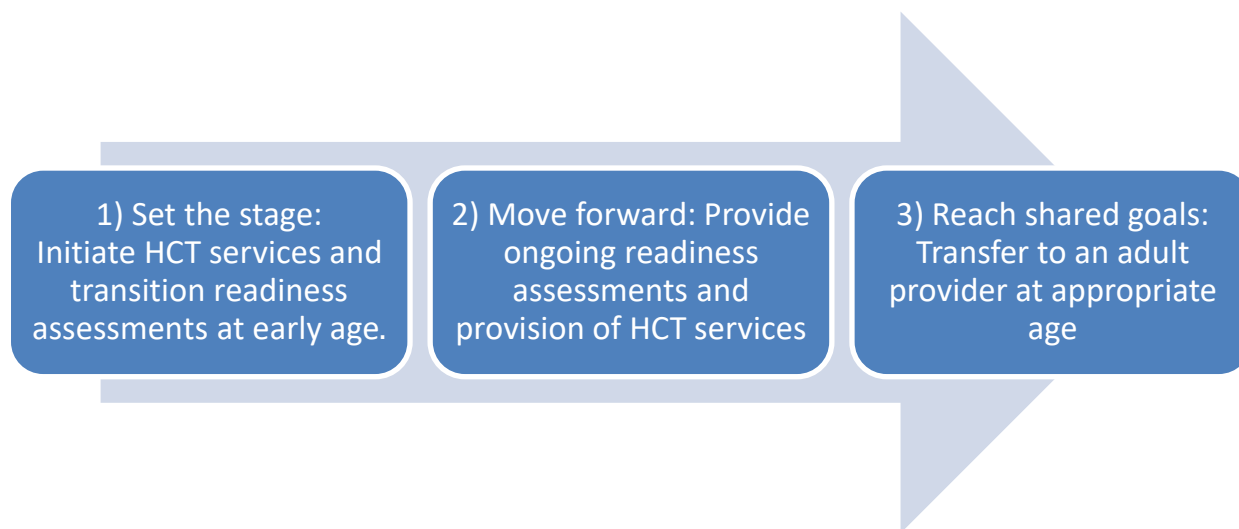 1) Set the stage:
Initiate HCT services and
transition readiness
assessments at early age.
2) Move forward: Provide
ongoing readiness
assessments and
provision of HCT services
3) Reach shared goals:
Transfer to an adult
provider at appropriate
age